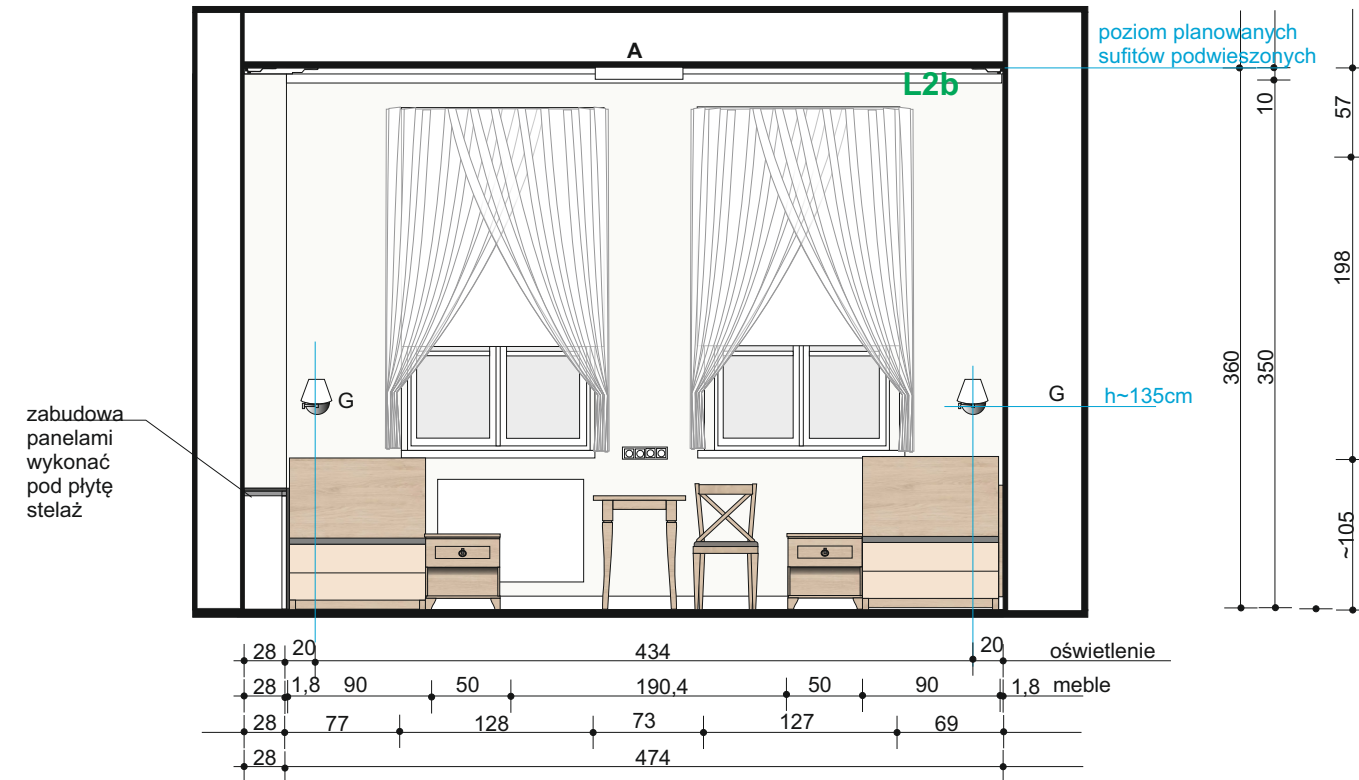 poziom planowanych
sufitów podwieszonych
A
L2b
10
57
198
360
350
~105
G
G
h~135cm
zabudowa
panelami
wykonać
pod płytę
stelaż
28 20 434 20 oświetlenie
28 1,8 90 50 190,4 50 90 1,8 meble
28 77 128 73 127 69
28 474